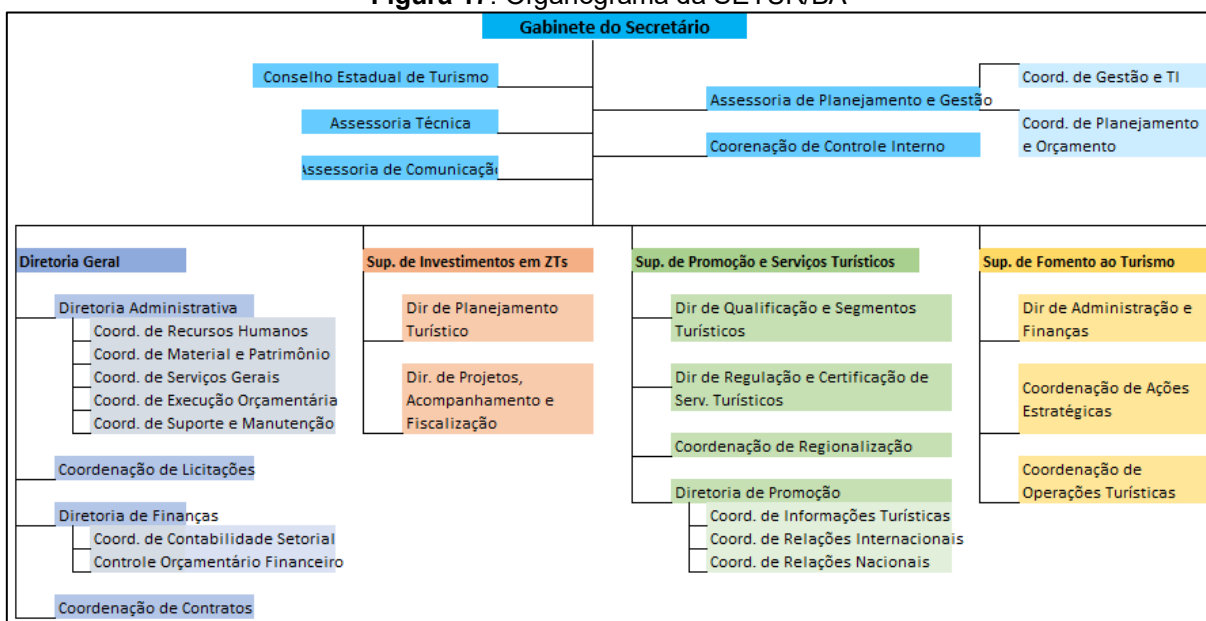 Figura 17: Organograma da SETUR/BA
Gabinete do Secretário
Conselho Estadual de Turismo
Assessoria Técnica
Assessoria de Comunicação
Assessoria de Planejamento e Gestão
Coorenação de Controle Interno
Coord. de Gestão e TI
Coord. de Planejamento
e Orçamento
Diretoria Geral
Diretoria Administrativa
Coord. de Recursos Humanos
Coord. de Material e Patrimônio
Coord. de Serviços Gerais
Coord. de Execução Orçamentária
Coord. de Suporte e Manutenção
Coordenação de Licitações
Diretoria de Finanças
Coord. de Contabilidade Setorial
Controle Orçamentário Financeiro
Coordenação de Contratos
Sup. de Investimentos em ZTs
Dir de Planejamento
Turístico
Dir. de Projetos,
Acompanhamento e
Fiscalização
Sup. de Promoção e Serviços Turísticos
Dir de Qualificação e Segmentos
Turísticos
Dir de Regulação e Certificação de
Serv. Turísticos
Coordenação de Regionalização
Diretoria de Promoção
Coord. de Informações Turísticas
Coord. de Relações Internacionais
Coord. de Relações Nacionais
Sup. de Fomento ao Turismo
Dir de Administração e
Finanças
Coordenação de Ações
Estratégicas
Coordenação de
Operações Turísticas